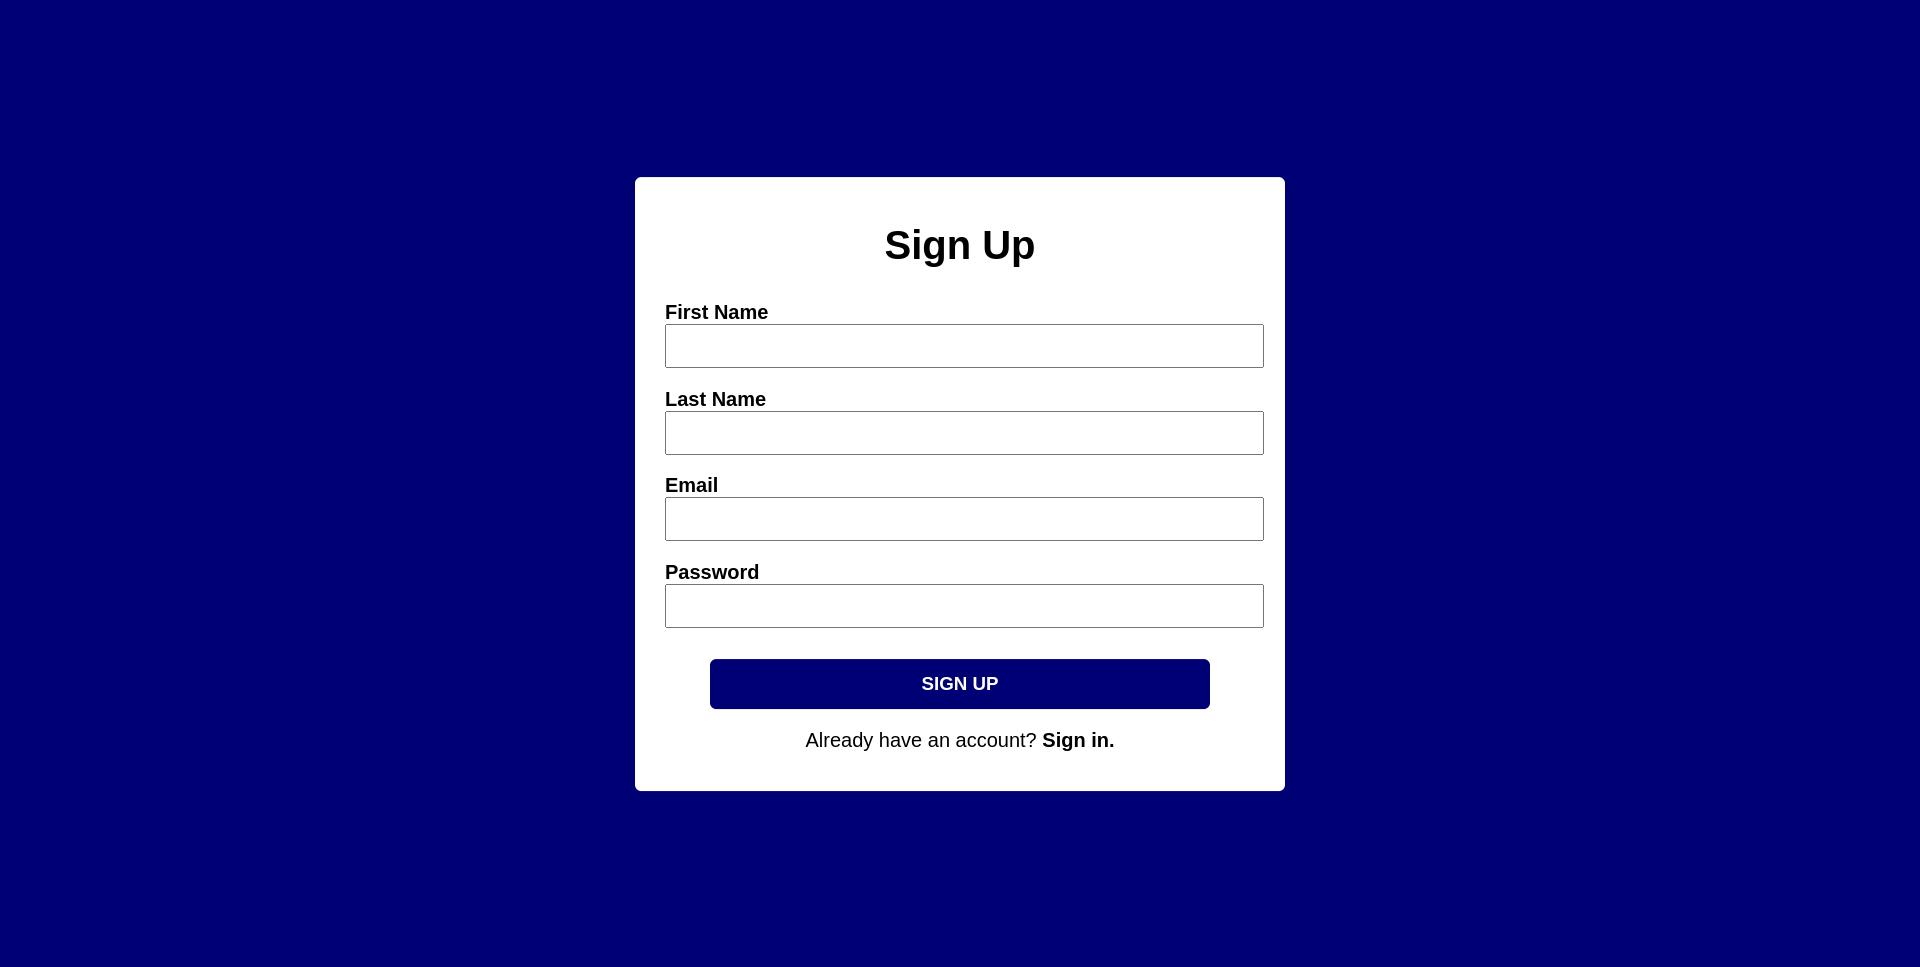 Sign Up
First Name
Last Name
Email
Password
SIGN UP
Already have an account? Sign in.